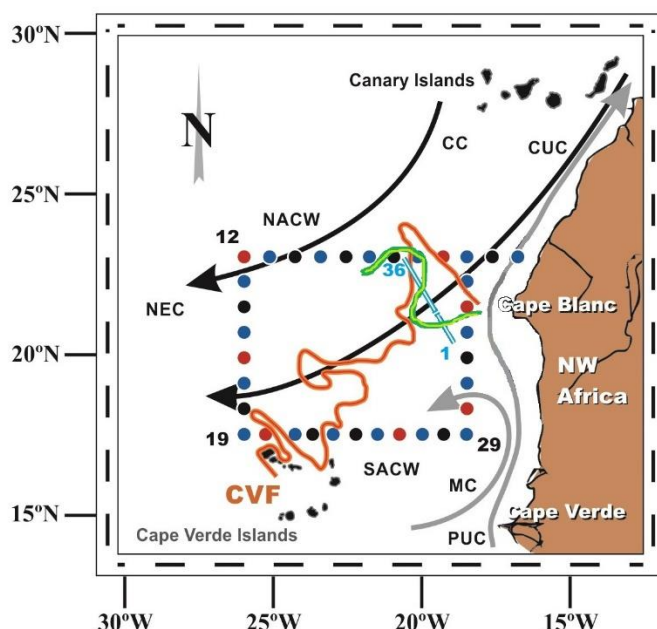 30ºN
25ºN
20ºN
15ºN
30ºW
25ºW
20ºW
15ºW
N
Canary Islands
CC
CUC
NACW
12
36
NEC
Cape Blanc
1
NW
Africa
19
29
SACW
CVF
MC
Cape Verde
Cape Verde Islands
PUC